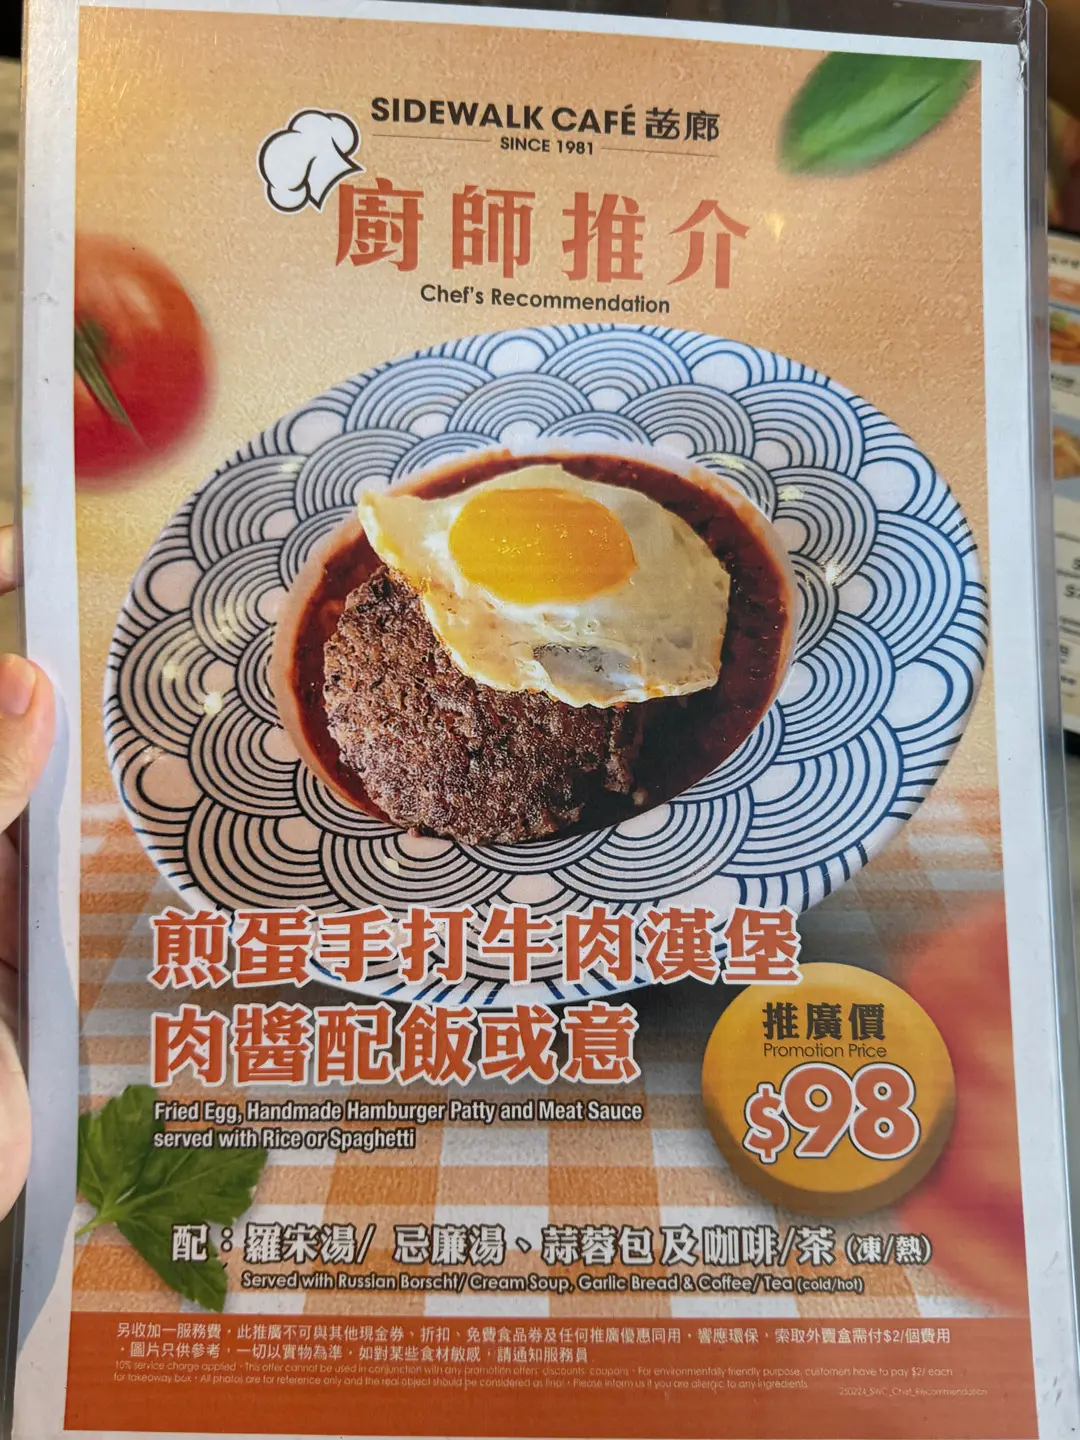 SIDEWALK CAFÉ 蒁廊
SINCE 1981
廚師推介
Chef's Recommendation
煎蛋手打牛肉漢堡
肉醬配飯或意
Fried Egg, Handmade Hamburger Patty and Meat Sauce
served with Rice or Spaghetti
推廣價
Promotion Price
$98
配：羅宋湯/ 忌廉湯、蒜蓉包及咖啡/茶 (凍/熱)
Served with Russian Borscht/ Cream Soup, Garlic Bread & Coffee/ Tea (cold/hot)
另收加一服務費，此推廣不可與其他現金券、折扣、免費食品券及任何推廣優惠同用，響應環保，索取外賣盒需付$2/個費用
，圖片只供參考，一切以實物為準，如對某些食材敏感，請通知服務員
10% service charge applied · This offer cannot be used in conjunction with any promotion offers, discounts, coupons · For environmentally friendly purpose, customers have to pay $2/ each
for takeaway box · All photos are for reference only and the real object should be considered as final · Please inform us if you are allergic to any ingredients.
250224_SWC_Chef_Recommendation